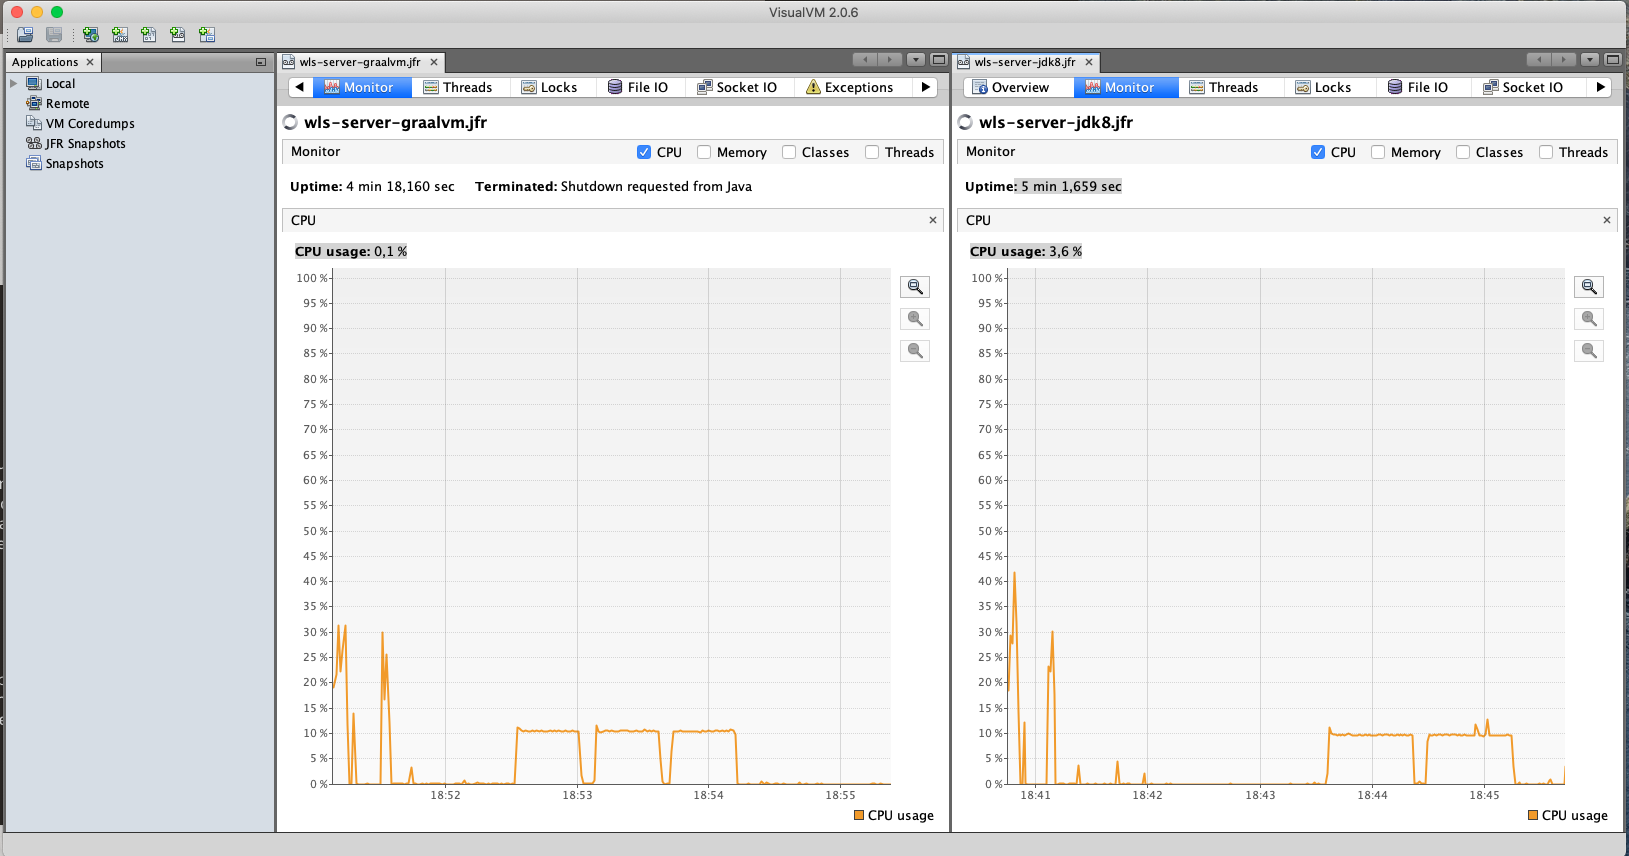 VisualVM 2.0.6
Applications
Local
Remote
VM Coredumps
JFR Snapshots
Snapshots
wls-server-graalvm.jfr
Monitor Threads Locks File IO Socket IO Exceptions
wls-server-graalvm.jfr
Monitor CPU Memory Classes Threads
Uptime: 4 min 18,160 sec Terminated: Shutdown requested from Java
CPU
CPU usage: 0,1 %
100 %
95 %
90 %
85 %
80 %
75 %
70 %
65 %
60 %
55 %
50 %
45 %
40 %
35 %
30 %
25 %
20 %
15 %
10 %
5 %
0 %
18:52 18:53 18:54 18:55
CPU usage
wls-server-jdk8.jfr
Overview Monitor Threads Locks File IO Socket IO
wls-server-jdk8.jfr
Monitor CPU Memory Classes Threads
Uptime: 5 min 1,659 sec
CPU
CPU usage: 3,6 %
100 %
95 %
90 %
85 %
80 %
75 %
70 %
65 %
60 %
55 %
50 %
45 %
40 %
35 %
30 %
25 %
20 %
15 %
10 %
5 %
0 %
18:41 18:42 18:43 18:44 18:45
CPU usage